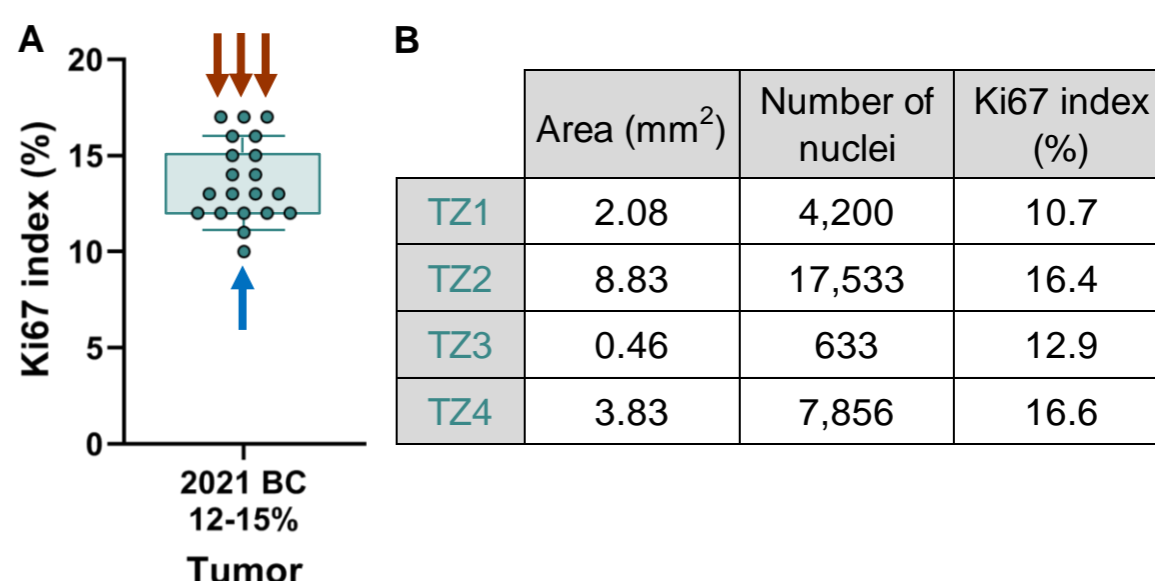 A
Ki67 index (%)
20
15
10
5
0
2021 BC
12-15%
Tumor
B
Area (mm²) Number of nuclei Ki67 index (%)
TZ1 2.08 4,200 10.7
TZ2 8.83 17,533 16.4
TZ3 0.46 633 12.9
TZ4 3.83 7,856 16.6